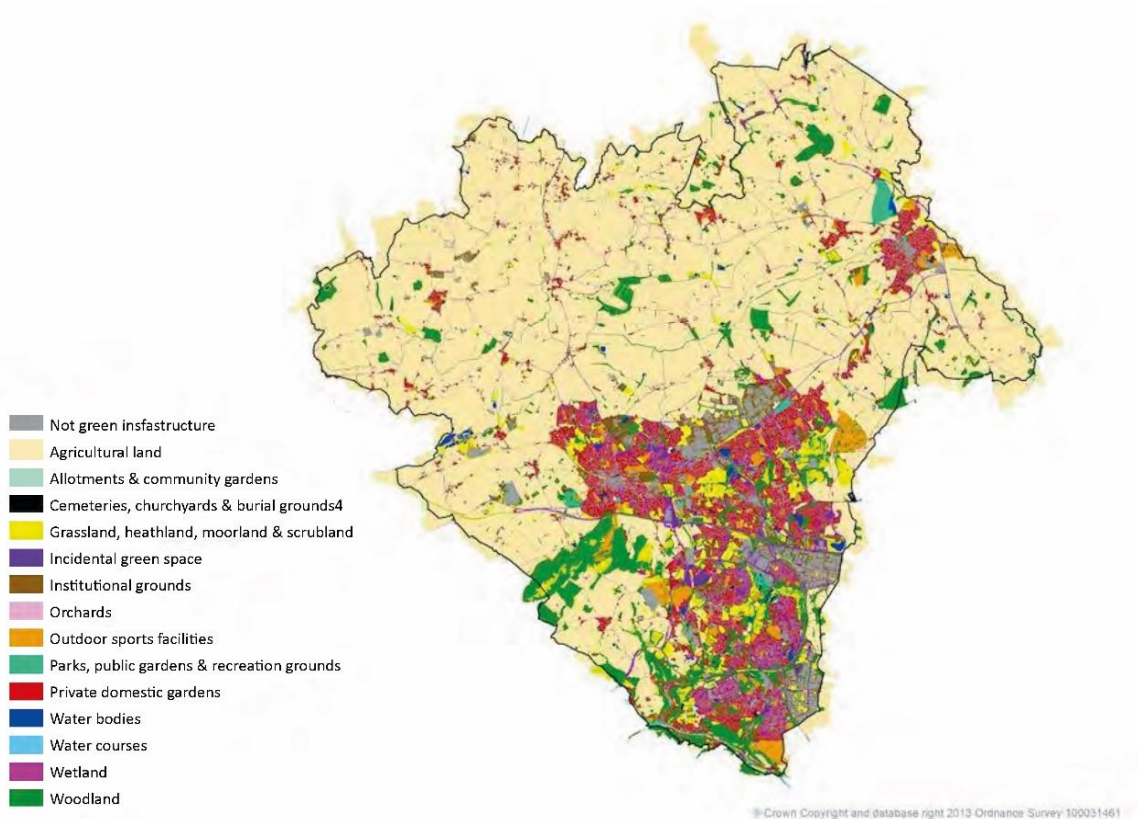 Not green insfastructure
Agricultural land
Allotments & community gardens
Cemeteries, churchyards & burial grounds4
Grassland, heathland, moorland & scrubland
Incidental green space
Institutional grounds
Orchards
Outdoor sports facilities
Parks, public gardens & recreation grounds
Private domestic gardens
Water bodies
Water courses
Wetland
Woodland
© Crown Copyright and database right 2013 Ordnance Survey 100031461